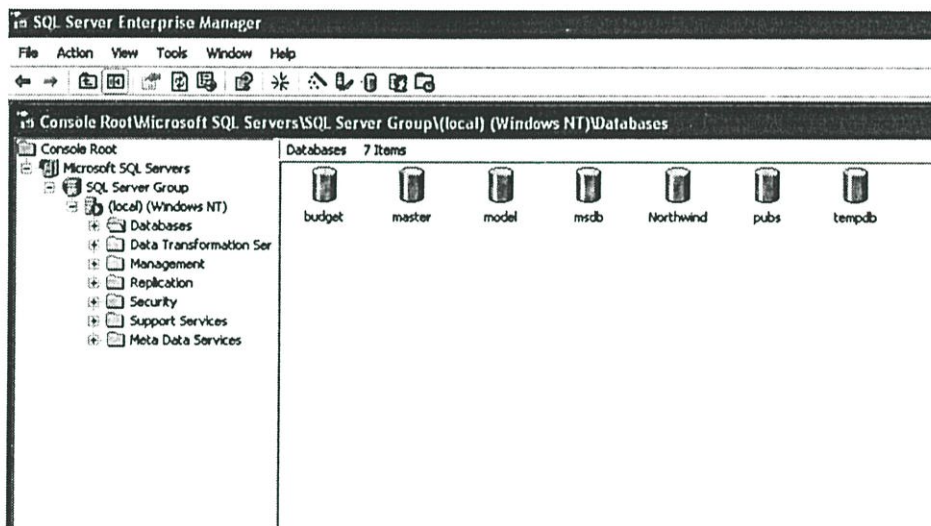 SQL Server Enterprise Manager
File Action View Tools Window Help
Console Root\Microsoft SQL Servers\SQL Server Group\(local) (Windows NT)\Databases
Console Root
Microsoft SQL Servers
SQL Server Group
(local) (Windows NT)
Databases
Data Transformation Ser
Management
Replication
Security
Support Services
Meta Data Services
Databases 7 Items
budget master model msdb Northwind pubs tempdb